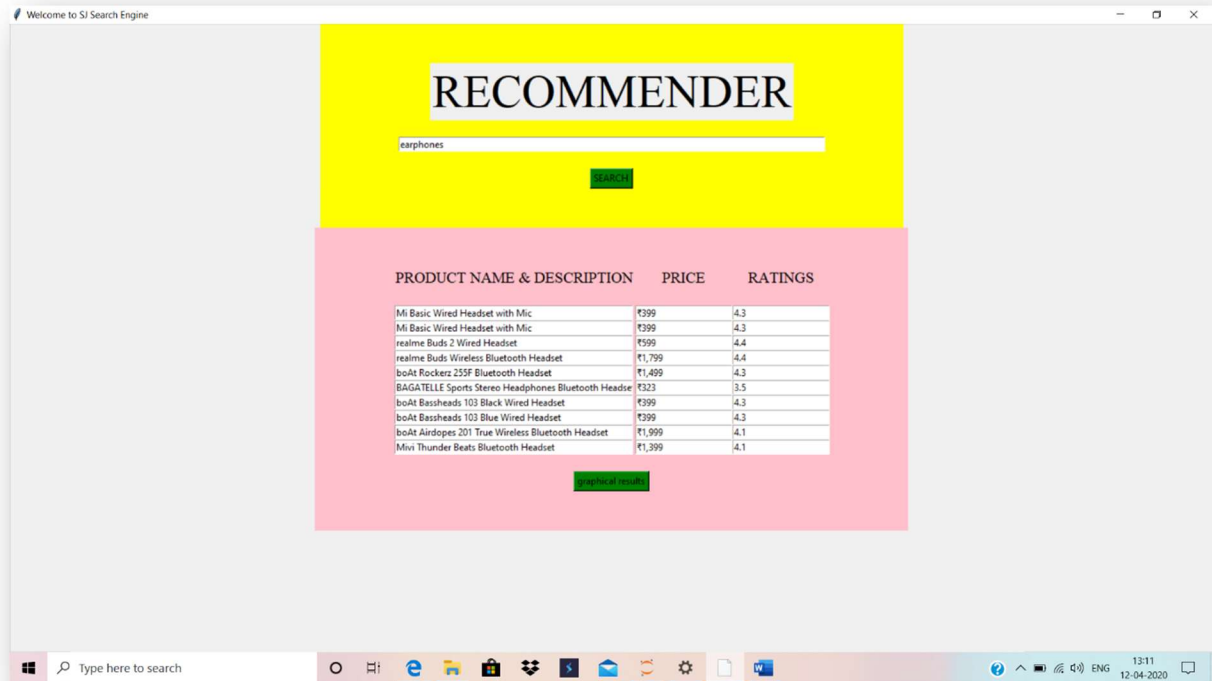 Welcome to SJ Search Engine
RECOMMENDER
earphones
SEARCH
PRODUCT NAME & DESCRIPTION PRICE RATINGS
Mi Basic Wired Headset with Mic ₹399 4.3
Mi Basic Wired Headset with Mic ₹399 4.3
realme Buds 2 Wired Headset ₹599 4.4
realme Buds Wireless Bluetooth Headset ₹1,799 4.4
boAt Rockerz 255F Bluetooth Headset ₹1,499 4.3
BAGATELLE Sports Stereo Headphones Bluetooth Headse ₹323 3.5
boAt Bassheads 103 Black Wired Headset ₹399 4.3
boAt Bassheads 103 Blue Wired Headset ₹399 4.3
boAt Airdopes 201 True Wireless Bluetooth Headset ₹1,999 4.1
Mivi Thunder Beats Bluetooth Headset ₹1,399 4.1
graphical results
Type here to search
ENG
13:11
12-04-2020